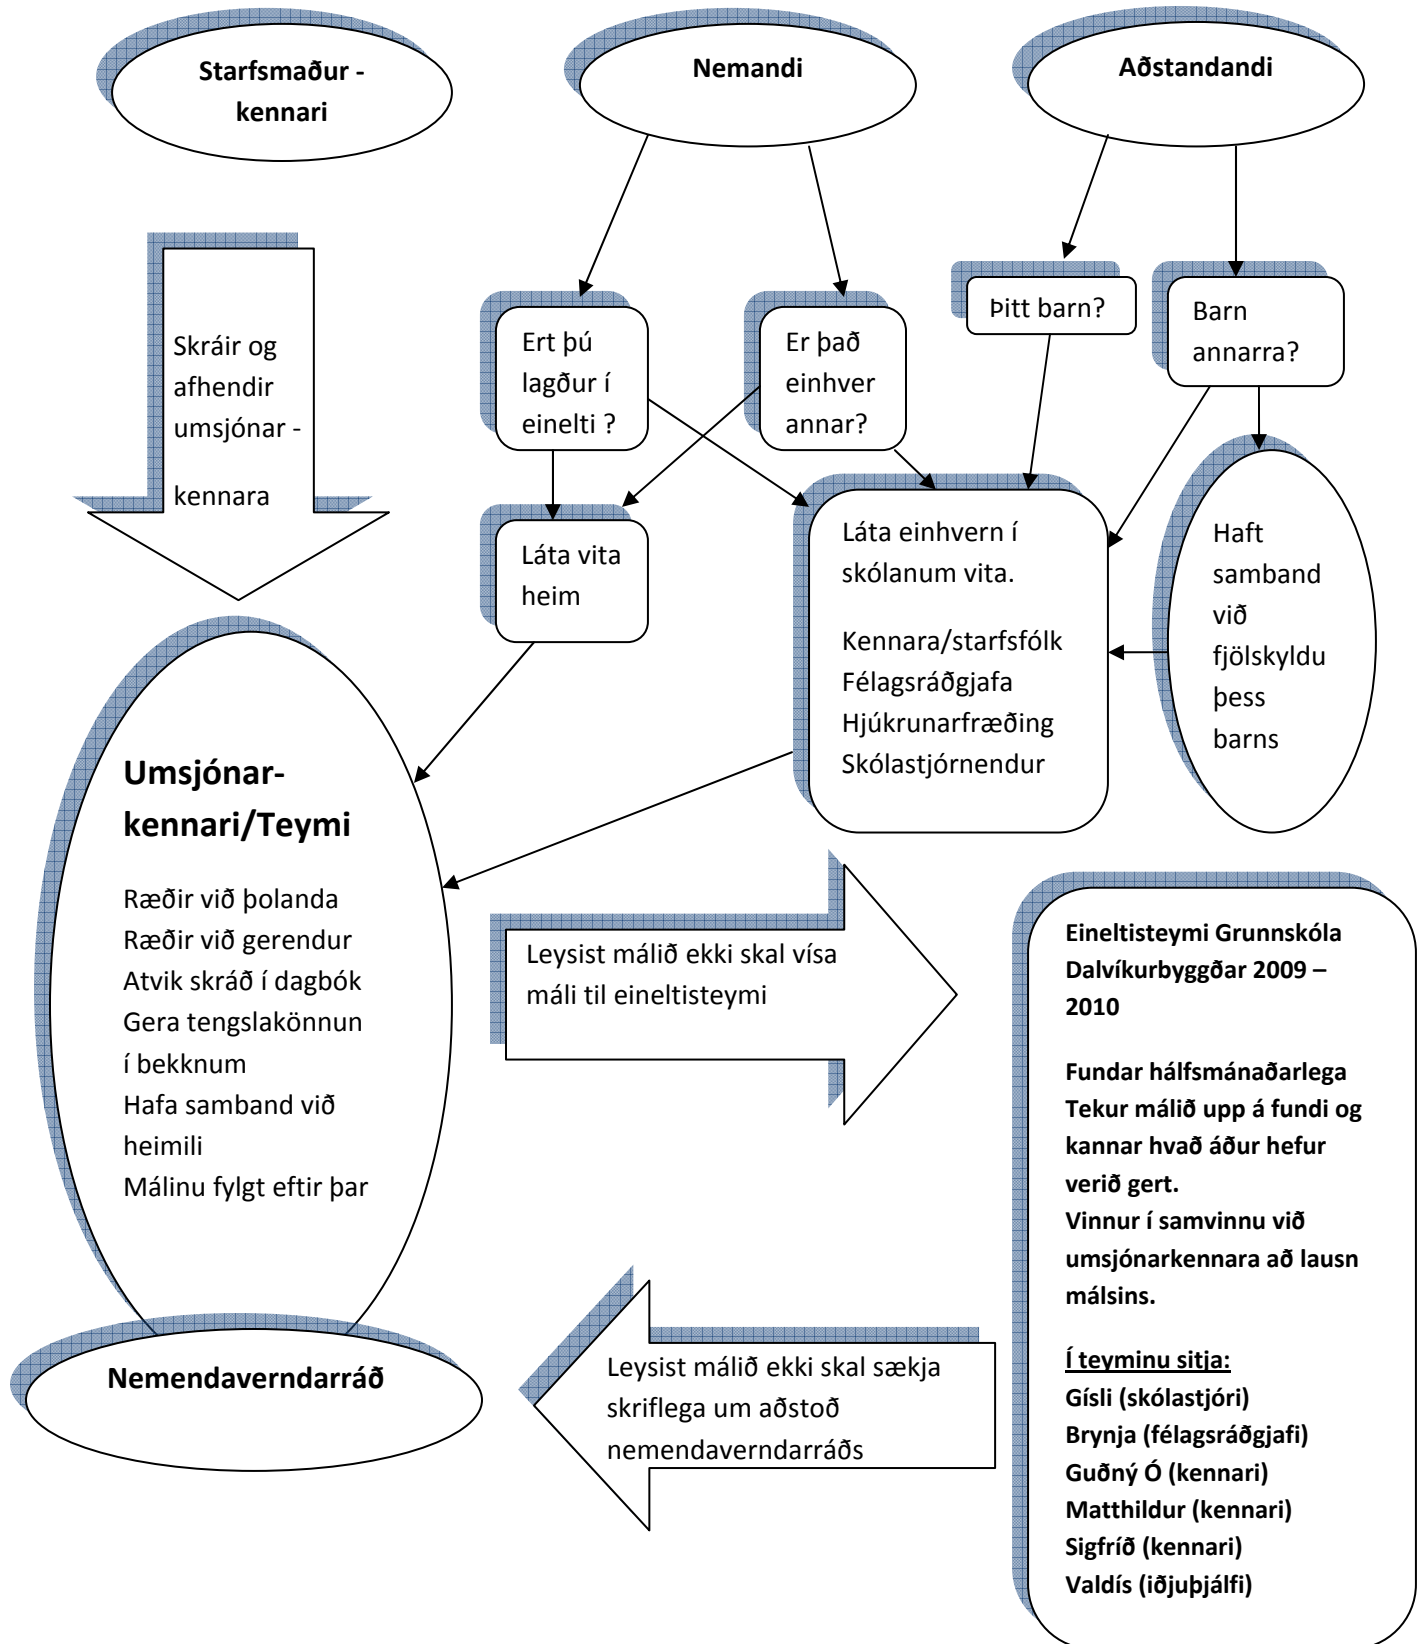 Starfsmaður -
kennari
Nemandi
Aðstandandi
Skráir og
afhendir
umsjónar -
kennara
Ert þú
lagður í
einelti ?
Er það
einhver
annar?
Þitt barn?
Barn
annarra?
Láta vita
heim
Láta einhvern í
skólanum vita.
Kennara/starfsfólk
Félagsráðgjafa
Hjúkrunarfræðing
Skólastjórnendur
Haft
samband
við
fjölskyldu
þess
barns
Umsjónar-
kennari/Teymi
Ræðir við þolanda
Ræðir við gerendur
Atvik skráð í dagbók
Gera tengslakönnun
í bekknum
Hafa samband við
heimili
Málinu fylgt eftir þar
Leysist málið ekki skal vísa
máli til eineltisteymi
Eineltisteymi Grunnskóla
Dalvíkurbyggðar 2009 –
2010
Fundar hálfsmánaðarlega
Tekur málið upp á fundi og
kannar hvað áður hefur
verið gert.
Vinnur í samvinnu við
umsjónarkennara að lausn
málsins.
Í teyminu sitja:
Gísli (skólastjóri)
Brynja (félagsráðgjafi)
Guðný Ó (kennari)
Matthildur (kennari)
Sigfríð (kennari)
Valdís (iðjuþjálfi)
Leysist málið ekki skal sækja
skriflega um aðstoð
nemendaverndarráðs
Nemendaverndarráð